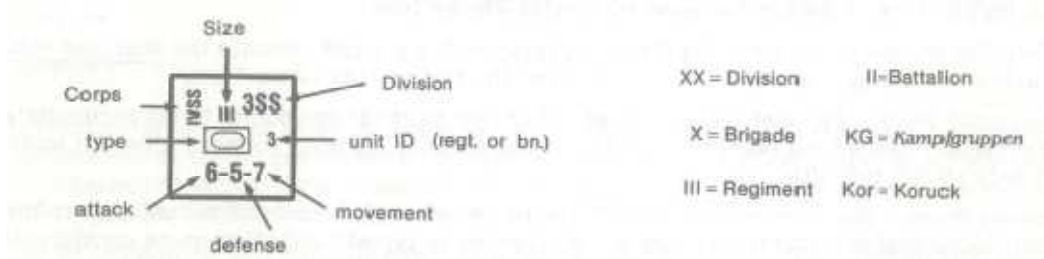 Size
Corps
IVSS
III
3SS
Division
type
3
unit ID (regt. or bn.)
6-5-7
attack
movement
defense
XX = Division
II=Battalion
X = Brigade
KG = Kampfgruppen
III = Regiment
Kor = Koruck